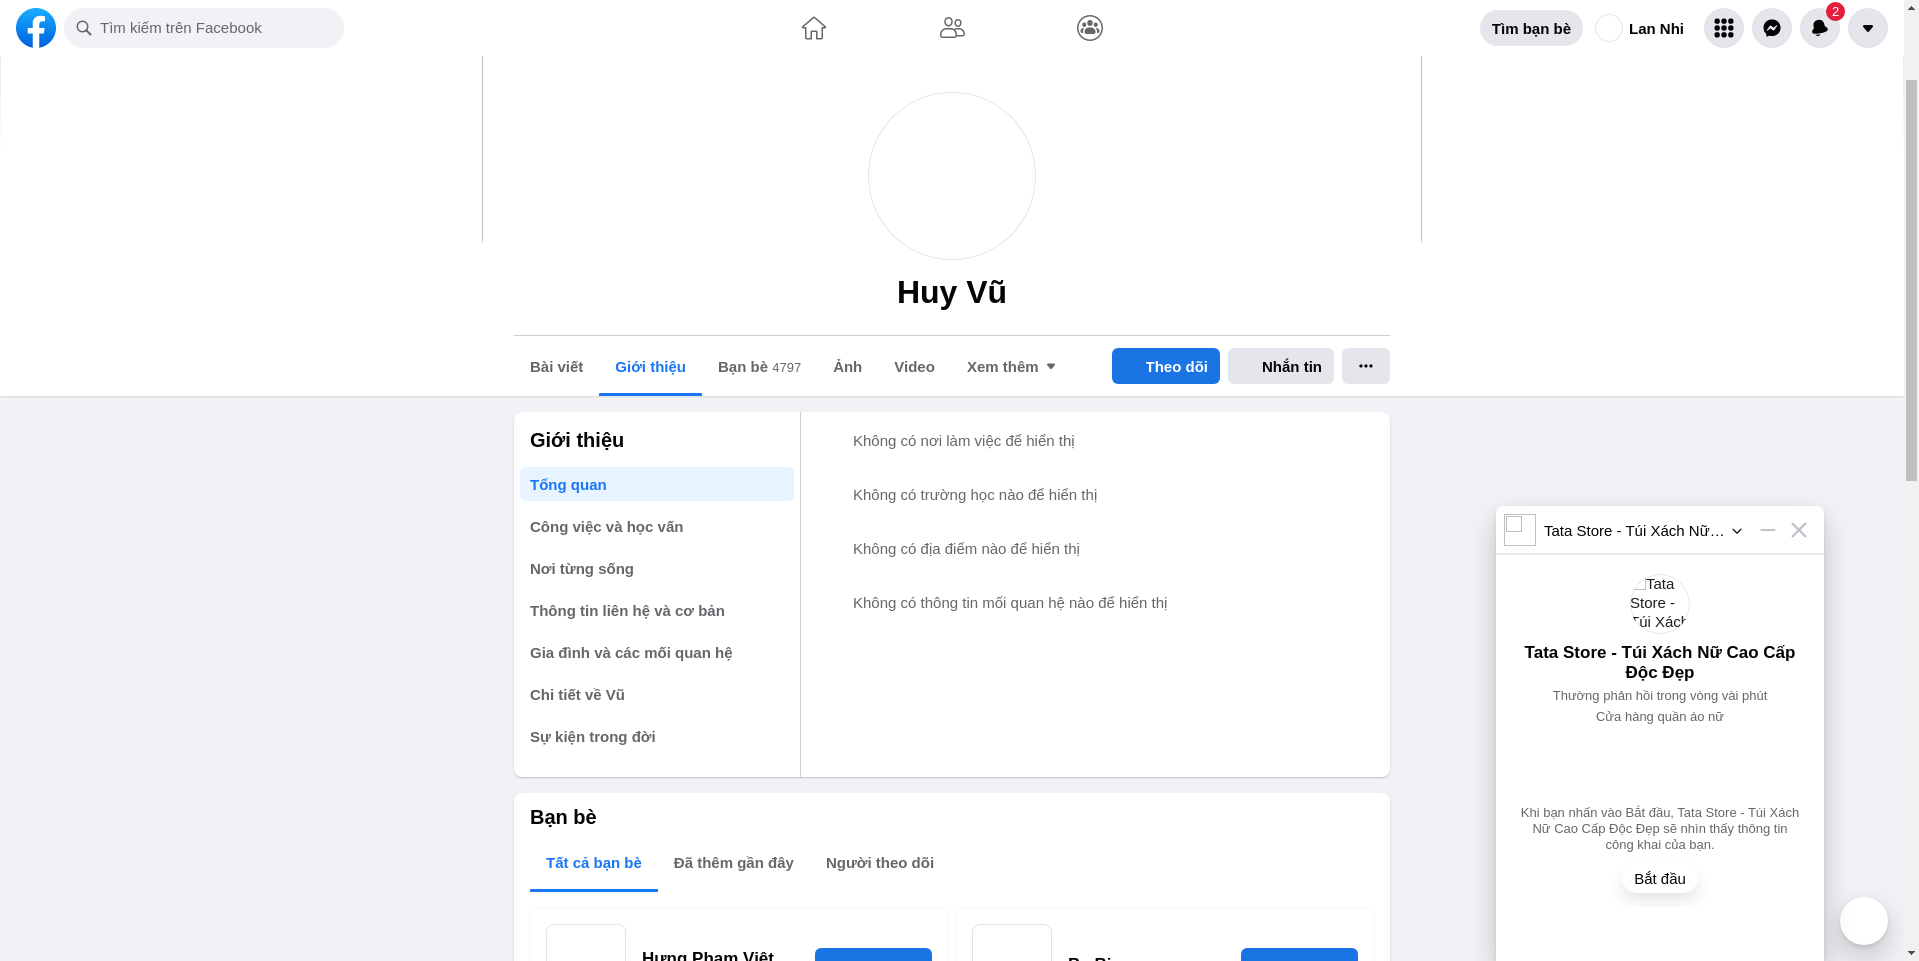 Tìm kiếm trên Facebook
Tìm bạn bè
Lan Nhi
2
Huy Vũ
Bài viết
Giới thiệu
Bạn bè 4797
Ảnh
Video
Xem thêm
Theo dõi
Nhắn tin
Giới thiệu
Tổng quan
Công việc và học vấn
Nơi từng sống
Thông tin liên hệ và cơ bản
Gia đình và các mối quan hệ
Chi tiết về Vũ
Sự kiện trong đời
Không có nơi làm việc để hiển thị
Không có trường học nào để hiển thị
Không có địa điểm nào để hiển thị
Không có thông tin mối quan hệ nào để hiển thị
Bạn bè
Tất cả bạn bè
Đã thêm gần đây
Người theo dõi
Hưng Phạm Việt
Tata Store - Túi Xách Nữ…
Tata
Store -
Túi Xách
Tata Store - Túi Xách Nữ Cao Cấp
Độc Đẹp
Thường phản hồi trong vòng vài phút
Cửa hàng quần áo nữ
Khi bạn nhấn vào Bắt đầu, Tata Store - Túi Xách
Nữ Cao Cấp Độc Đẹp sẽ nhìn thấy thông tin
công khai của bạn.
Bắt đầu